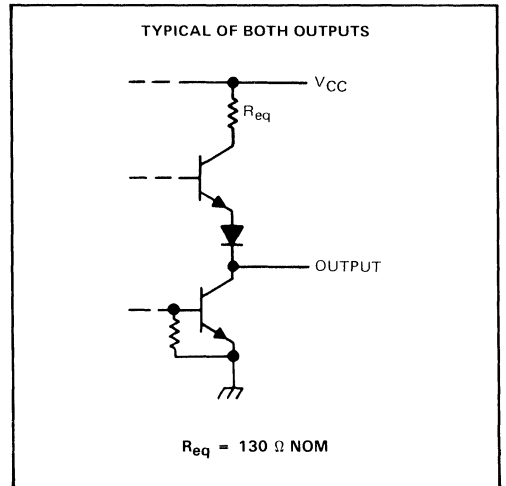 TYPICAL OF BOTH OUTPUTS
VCC
Req
OUTPUT
Req = 130 Ω NOM